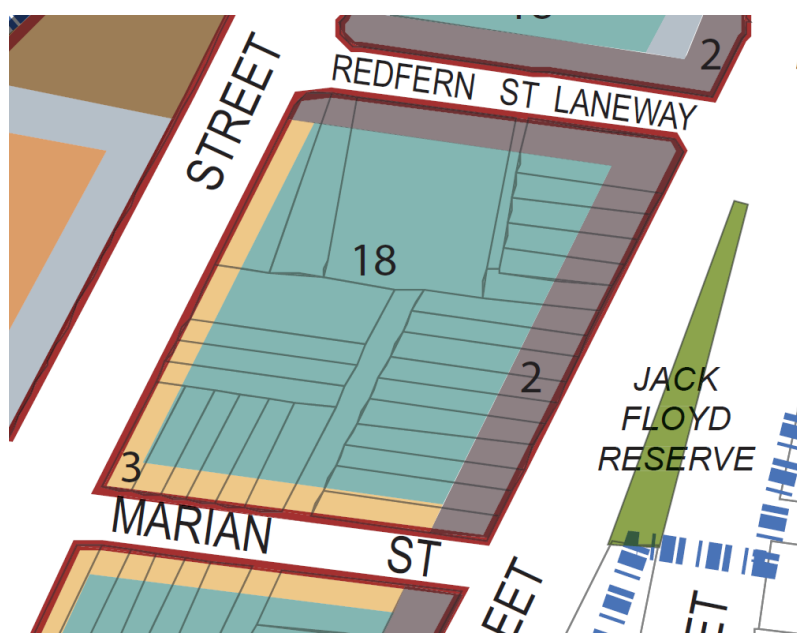 2
REDFERN ST LANEWAY
STREET
18
2
JACK
FLOYD
RESERVE
3
MARIAN
ST